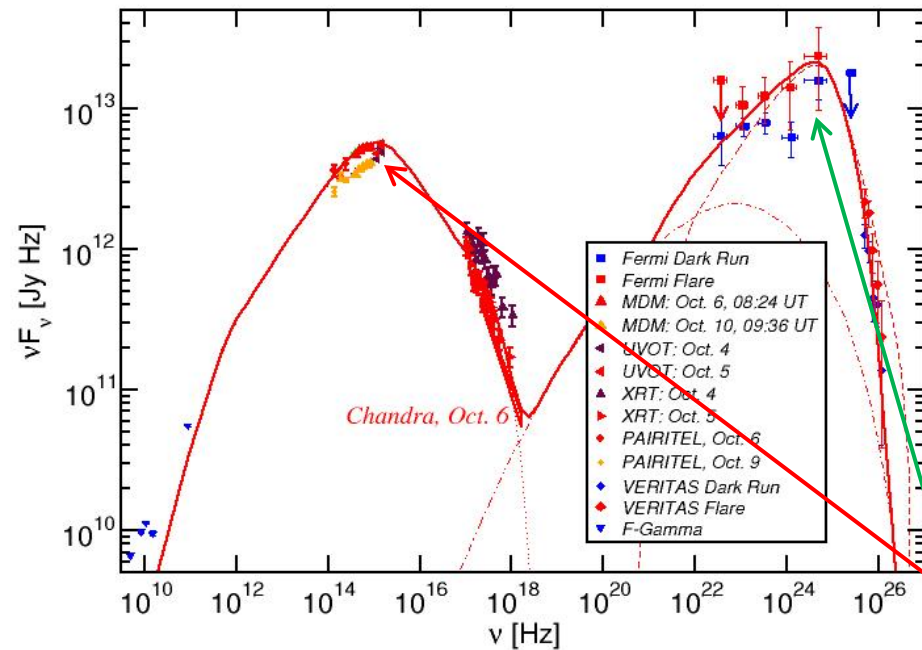 10^13
10^12
10^11
10^10
νF_ν [Jy Hz]
Chandra, Oct. 6
Fermi Dark Run
Fermi Flare
MDM: Oct. 6, 08:24 UT
MDM: Oct. 10, 09:36 UT
UVOT: Oct. 4
UVOT: Oct. 5
XRT: Oct. 4
XRT: Oct. 5
PAIRITEL, Oct. 6
PAIRITEL, Oct. 9
VERITAS Dark Run
VERITAS Flare
F-Gamma
10^10 10^12 10^14 10^16 10^18 10^20 10^22 10^24 10^26
ν [Hz]